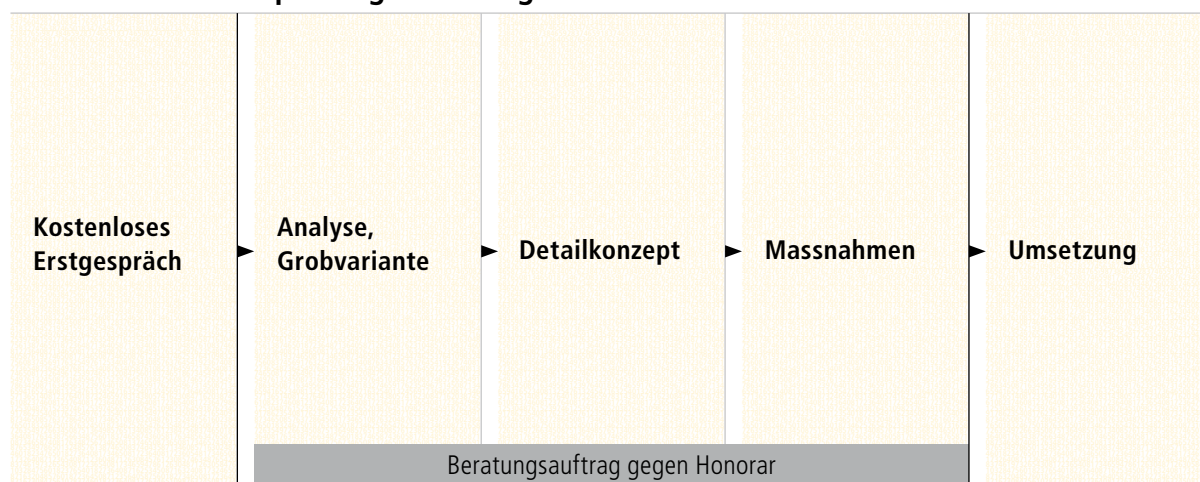 Kostenloses
Erstgespräch
Analyse,
Grobvariante
Detailkonzept
Massnahmen
Umsetzung
Beratungsauftrag gegen Honorar